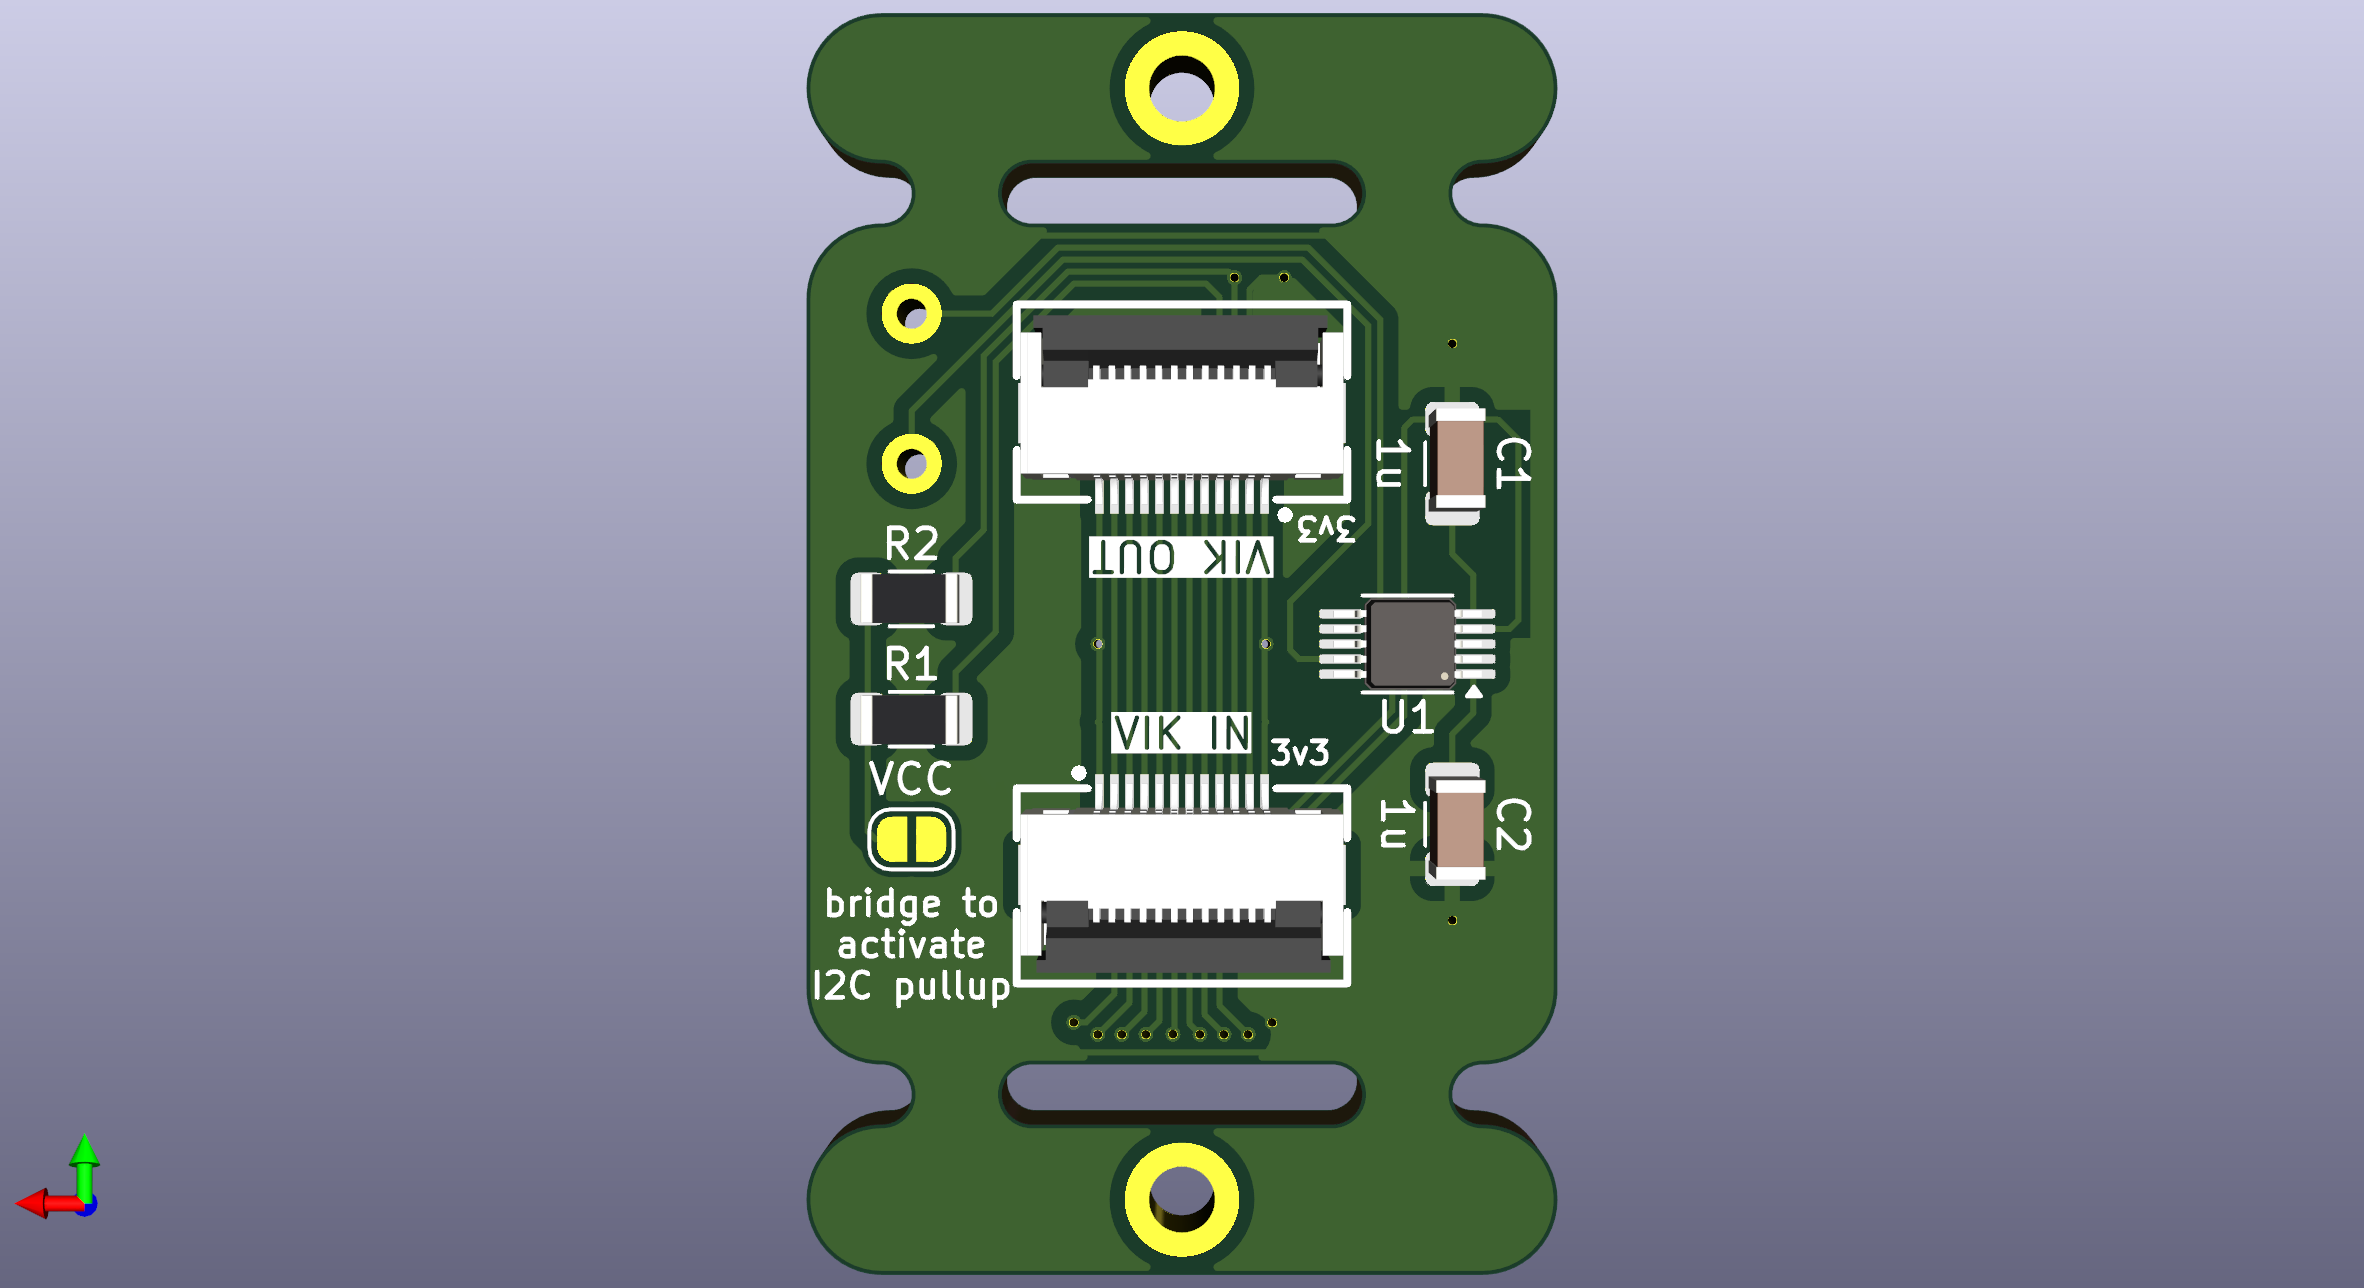 3v3
VIK OUT
1u
C1
R2
R1
U1
VIK IN
3v3
VCC
1u
C2
bridge to
activate
I2C pullup